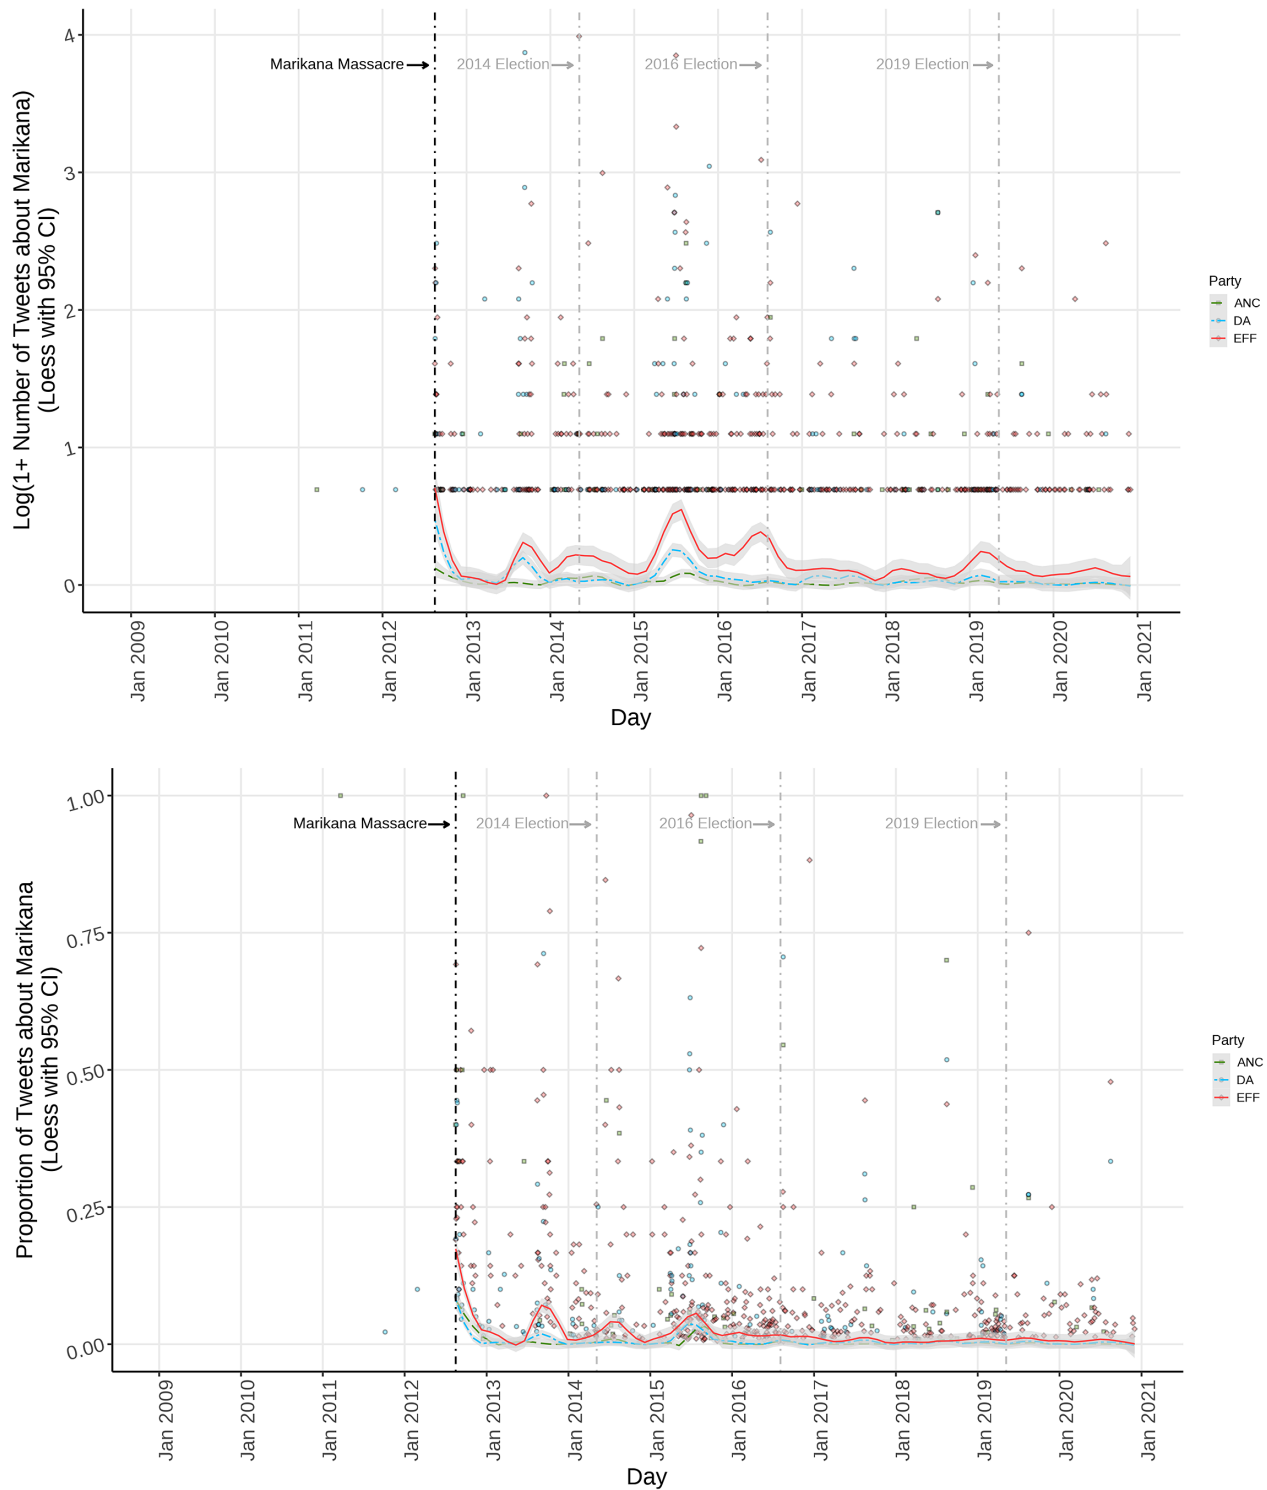 Log(1+ Number of Tweets about Marikana)
(Loess with 95% CI)
4
3
2
1
0
Marikana Massacre
2014 Election
2016 Election
2019 Election
Jan 2009
Jan 2010
Jan 2011
Jan 2012
Jan 2013
Jan 2014
Jan 2015
Jan 2016
Jan 2017
Jan 2018
Jan 2019
Jan 2020
Jan 2021
Day
Party
ANC
DA
EFF
Proportion of Tweets about Marikana
(Loess with 95% CI)
1.00
0.75
0.50
0.25
0.00
Marikana Massacre
2014 Election
2016 Election
2019 Election
Jan 2009
Jan 2010
Jan 2011
Jan 2012
Jan 2013
Jan 2014
Jan 2015
Jan 2016
Jan 2017
Jan 2018
Jan 2019
Jan 2020
Jan 2021
Day
Party
ANC
DA
EFF